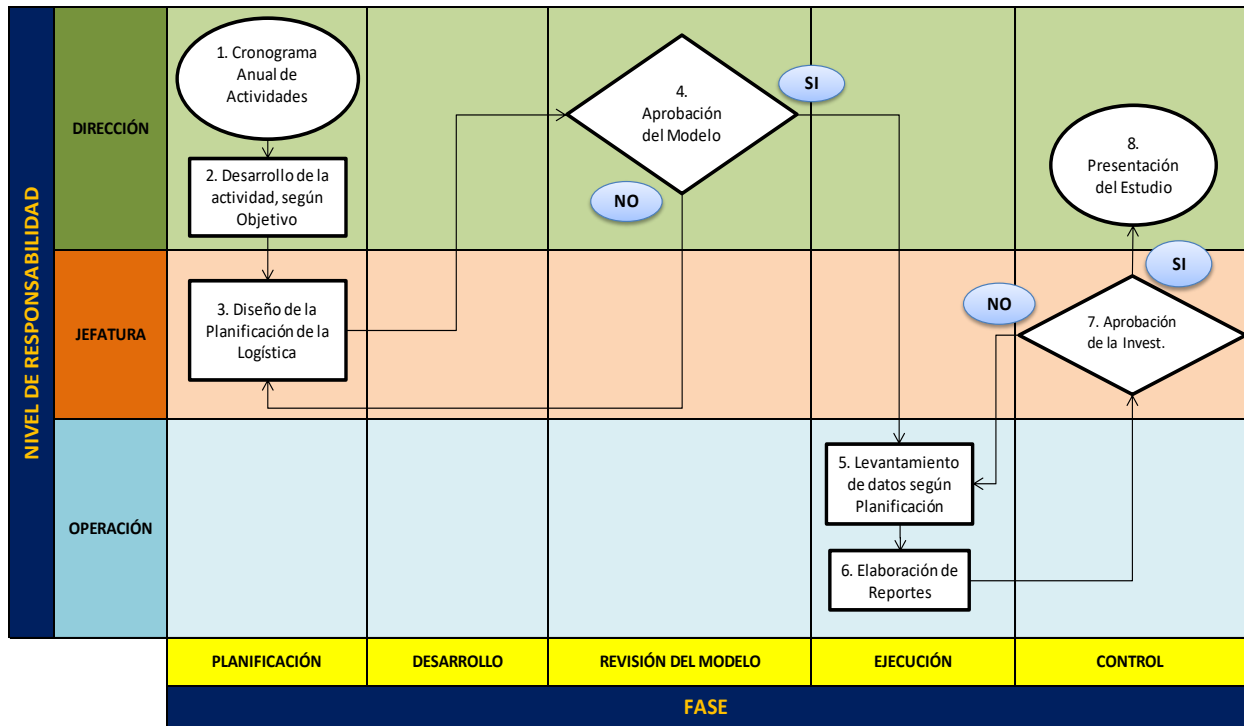 NIVEL DE RESPONSABILIDAD
DIRECCIÓN
1. Cronograma
Anual de
Actividades
2. Desarrollo de la
actividad, según
Objetivo
4.
Aprobación
del Modelo
SI
NO
8.
Presentación
del Estudio
JEFATURA
3. Diseño de la
Planificación de la
Logística
SI
NO
7. Aprobación
de la Invest.
OPERACIÓN
5. Levantamiento
de datos según
Planificación
6. Elaboración de
Reportes
PLANIFICACIÓN
DESARROLLO
REVISIÓN DEL MODELO
EJECUCIÓN
CONTROL
FASE